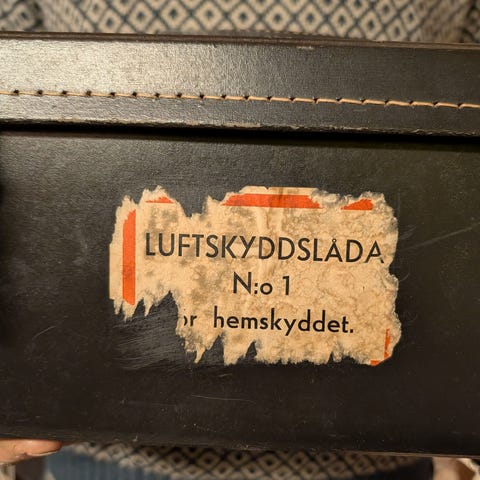 LUFTSKYDDSLÅDA
N:o 1
hemskyddet.